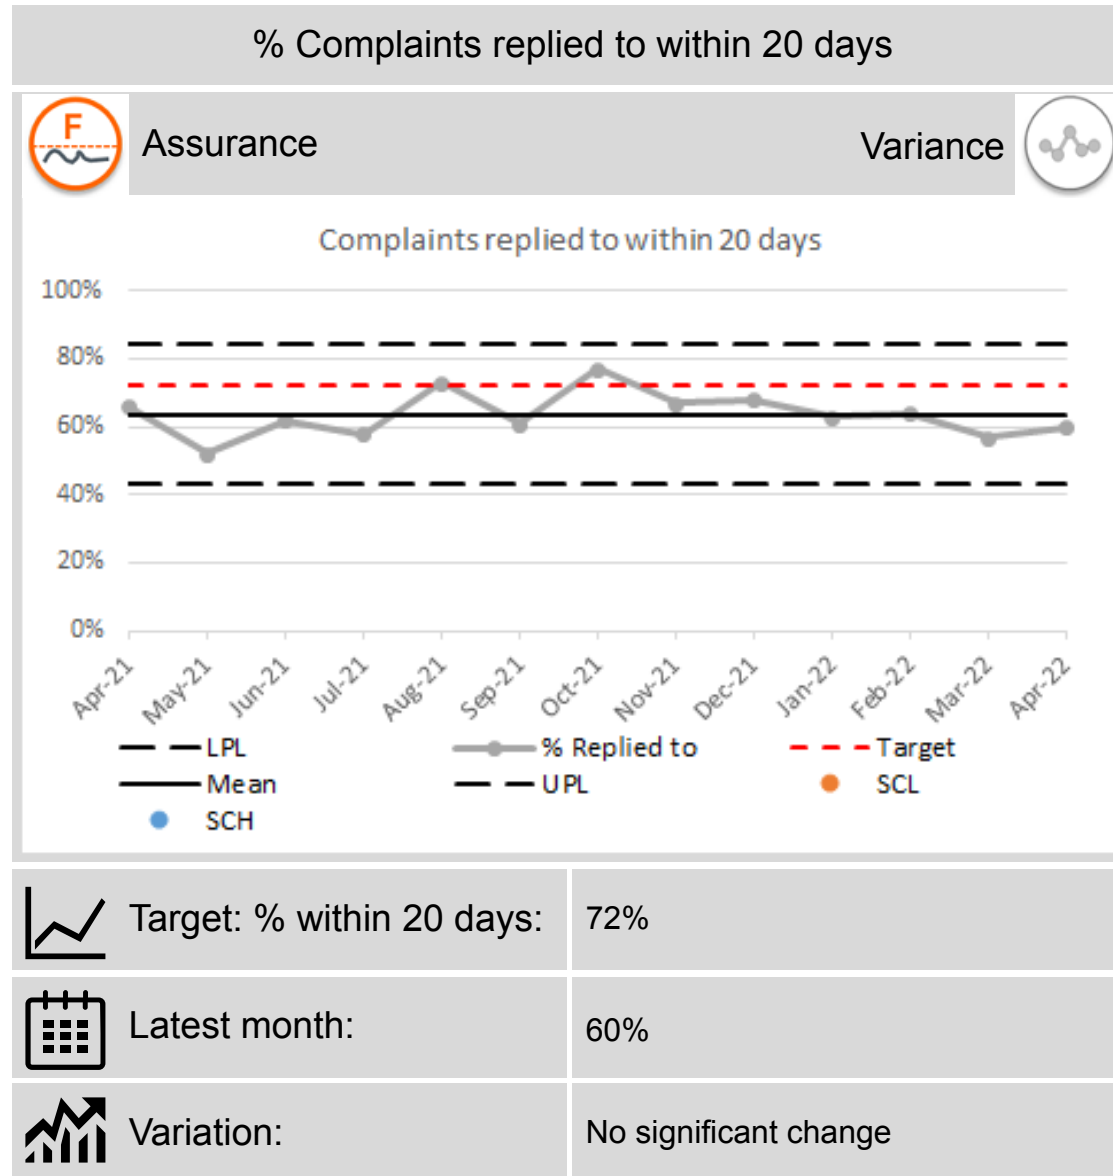 % Complaints replied to within 20 days
F
Assurance
Variance
Complaints replied to within 20 days
100%
80%
60%
40%
20%
0%
Apr-21 May-21 Jun-21 Jul-21 Aug-21 Sep-21 Oct-21 Nov-21 Dec-21 Jan-22 Feb-22 Mar-22 Apr-22
LPL % Replied to Target
Mean UPL SCL
SCH
Target: % within 20 days: 72%
Latest month: 60%
Variation: No significant change